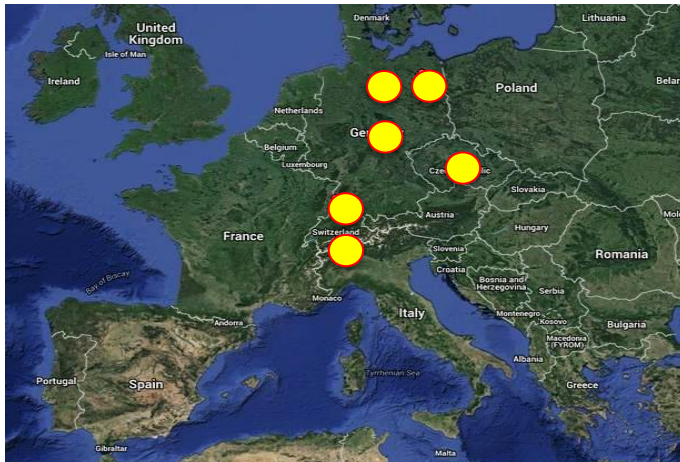 Denmark
Lithuania
United
Kingdom
Isle of Man
Ireland
Poland
Netherlands
Belgium
Luxembourg
Slovakia
Austria
Switzerland
France
Hungary
Slovenia
Croatia
Romania
Bay of Biscay
Bosnia and
Herzegovina
Serbia
Monaco
Andorra
Italy
Montenegro
Kosovo
Bulgaria
Macedonia
(FYROM)
Albania
Portugal
Spain
Tyrrhenian Sea
Greece
Gibraltar
Malta